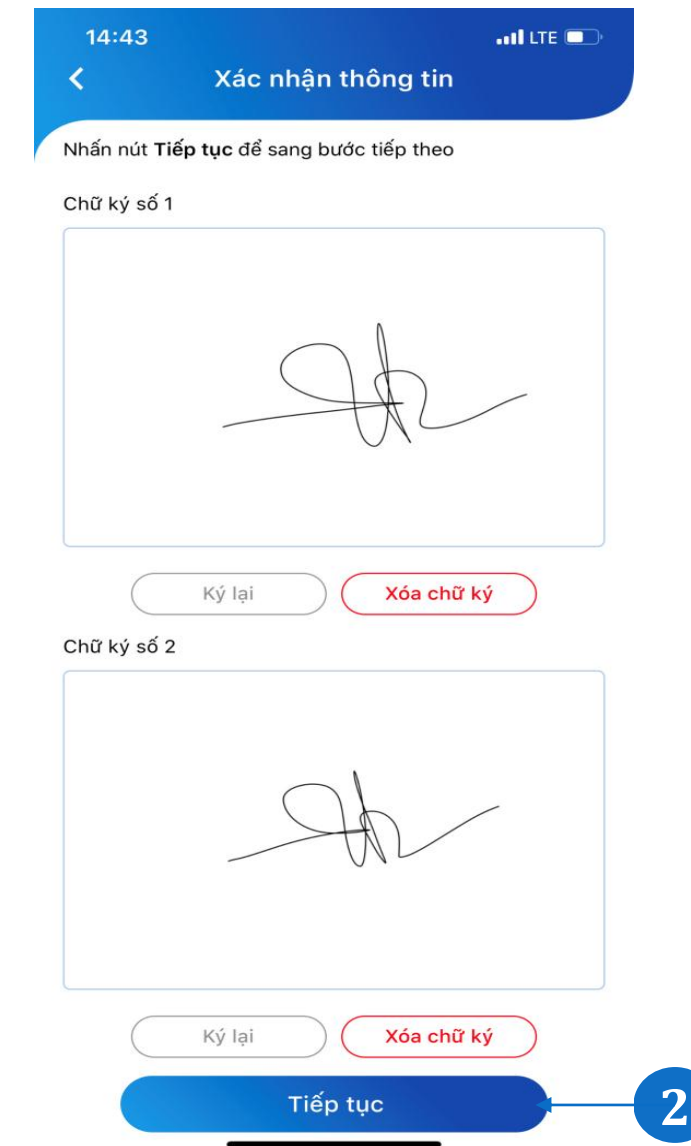 14:43
LTE
Xác nhận thông tin
Nhấn nút Tiếp tục để sang bước tiếp theo
Chữ ký số 1
Ký lại
Xóa chữ ký
Chữ ký số 2
Ký lại
Xóa chữ ký
Tiếp tục
2